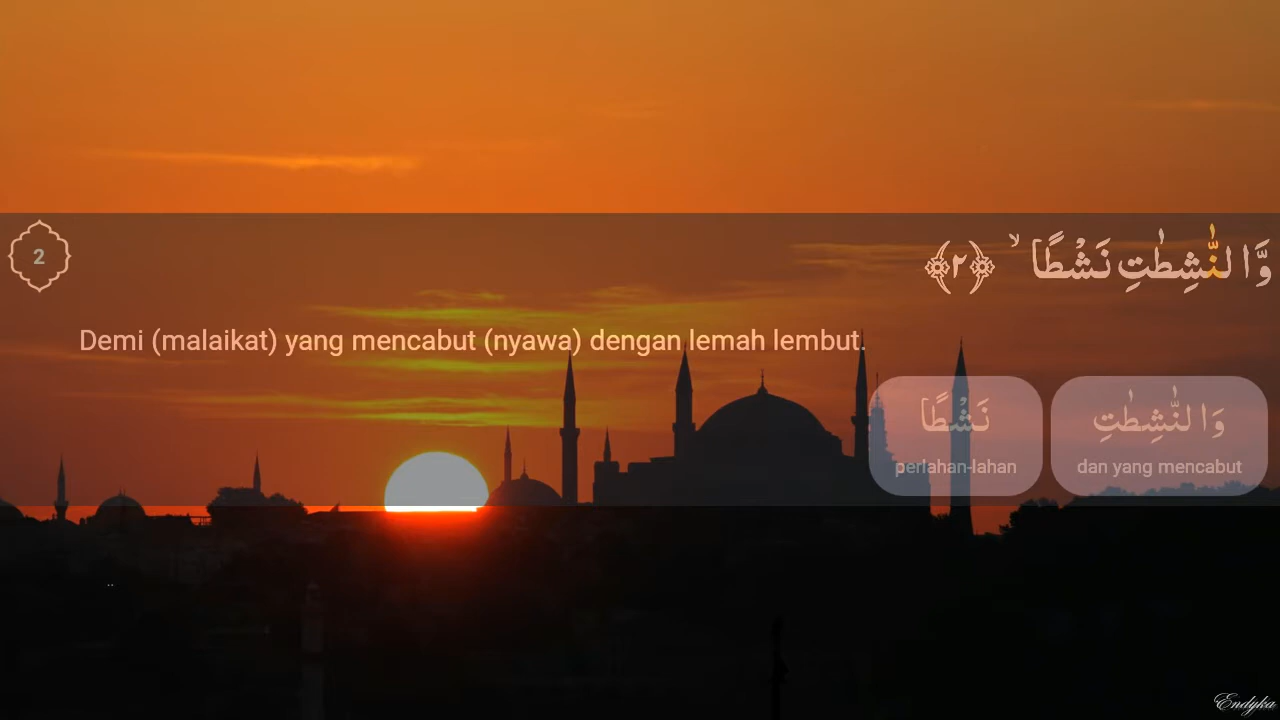 2
وَّالنّٰشِطٰتِ نَشْطًاۙ ﴿٢﴾
Demi (malaikat) yang mencabut (nyawa) dengan lemah lembut.
وَالنّٰشِطٰتِ نَشْطًا
dan yang mencabut perlahan-lahan
Endyka